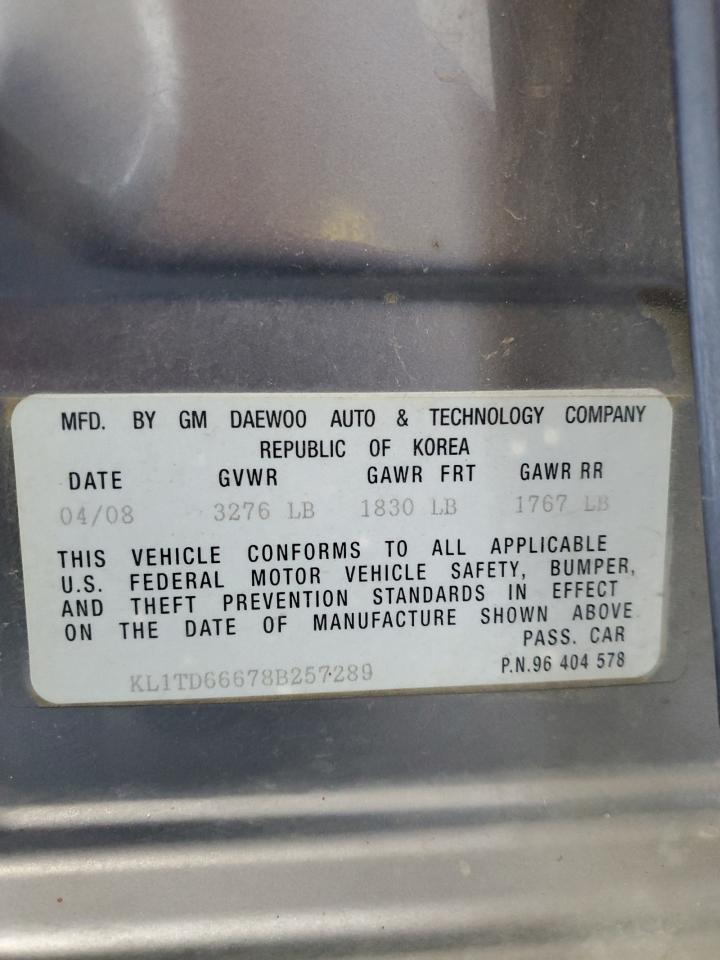 MFD. BY GM DAEWOO AUTO & TECHNOLOGY COMPANY
REPUBLIC OF KOREA
DATE GVWR GAWR FRT GAWR RR
04/08 3276 LB 1830 LB 1767 LB
THIS VEHICLE CONFORMS TO ALL APPLICABLE
U.S. FEDERAL MOTOR VEHICLE SAFETY, BUMPER,
AND THEFT PREVENTION STANDARDS IN EFFECT
ON THE DATE OF MANUFACTURE SHOWN ABOVE
PASS. CAR
KL1TD66678B257289 P.N.96 404 578